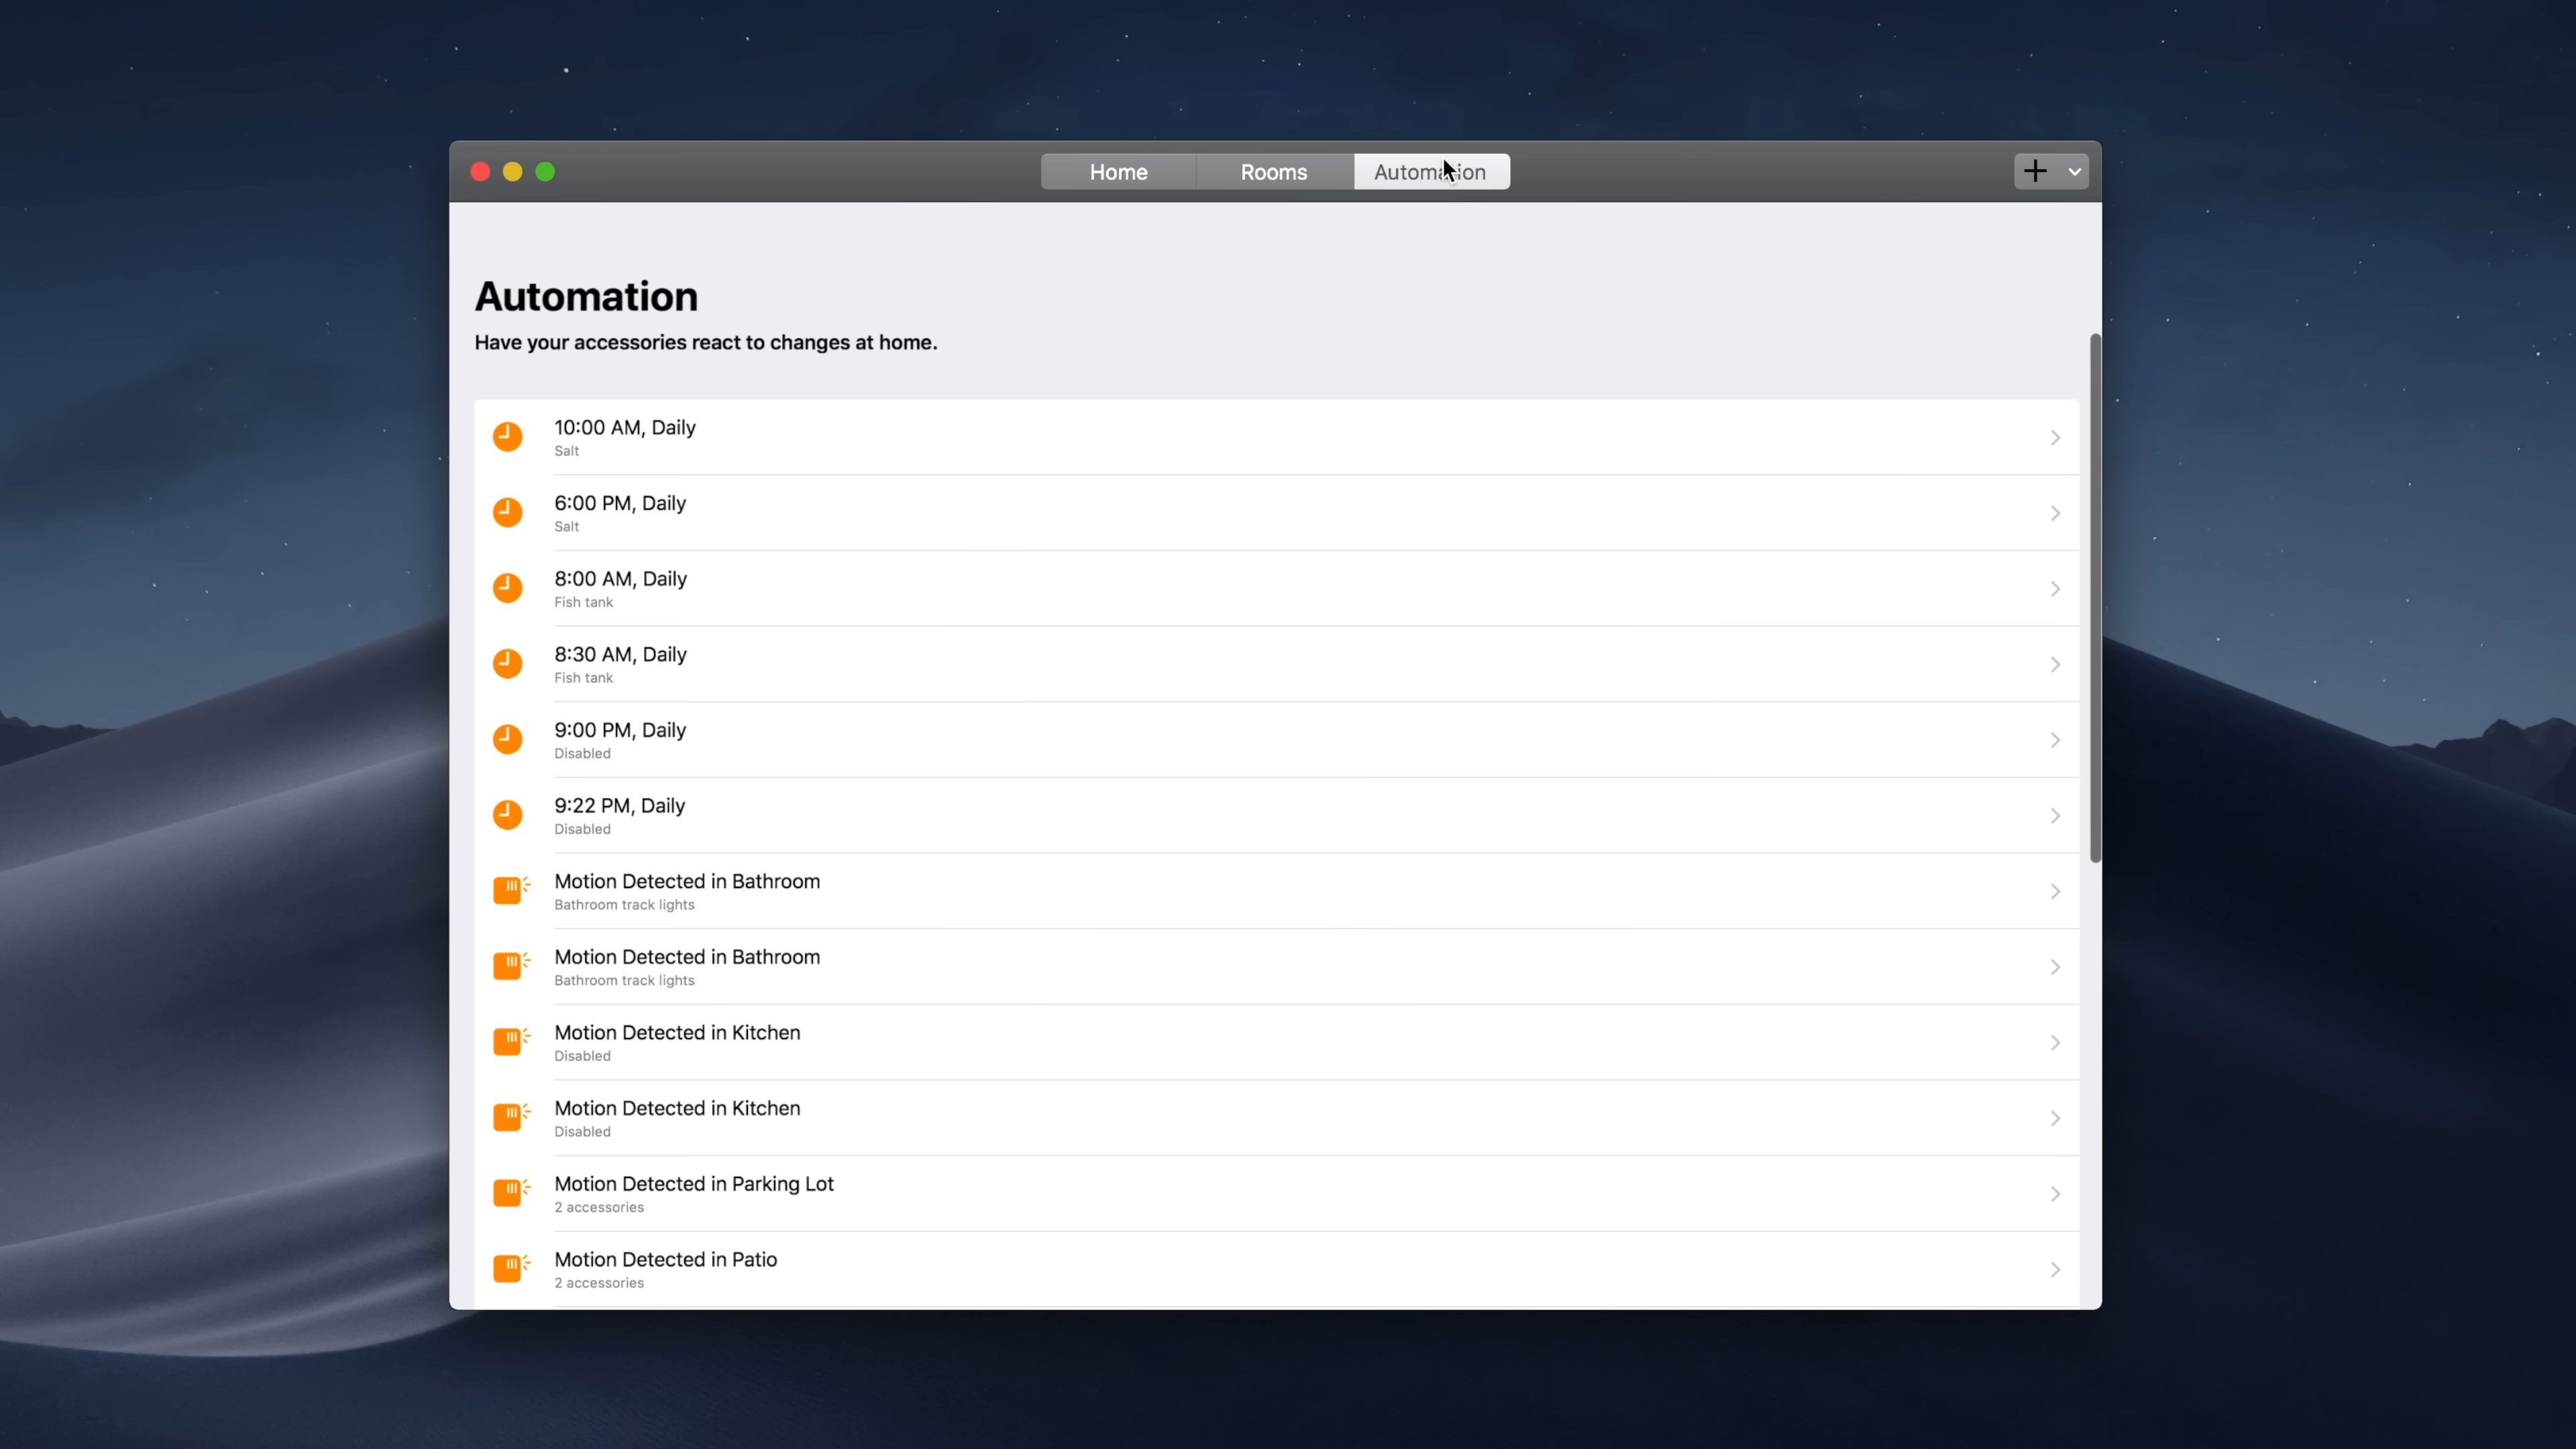 Home Rooms Automation
Automation
Have your accessories react to changes at home.
10:00 AM, Daily
Salt
6:00 PM, Daily
Salt
8:00 AM, Daily
Fish tank
8:30 AM, Daily
Fish tank
9:00 PM, Daily
Disabled
9:22 PM, Daily
Disabled
Motion Detected in Bathroom
Bathroom track lights
Motion Detected in Bathroom
Bathroom track lights
Motion Detected in Kitchen
Disabled
Motion Detected in Kitchen
Disabled
Motion Detected in Parking Lot
2 accessories
Motion Detected in Patio
2 accessories